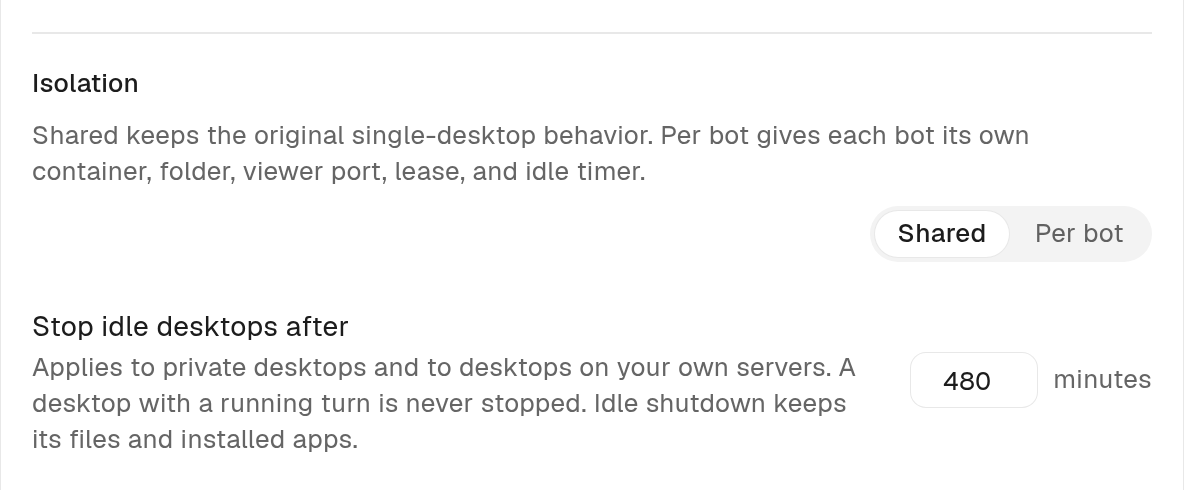 Isolation
Shared keeps the original single-desktop behavior. Per bot gives each bot its own
container, folder, viewer port, lease, and idle timer.
Shared Per bot
Stop idle desktops after
Applies to private desktops and to desktops on your own servers. A
desktop with a running turn is never stopped. Idle shutdown keeps
its files and installed apps.
480 minutes